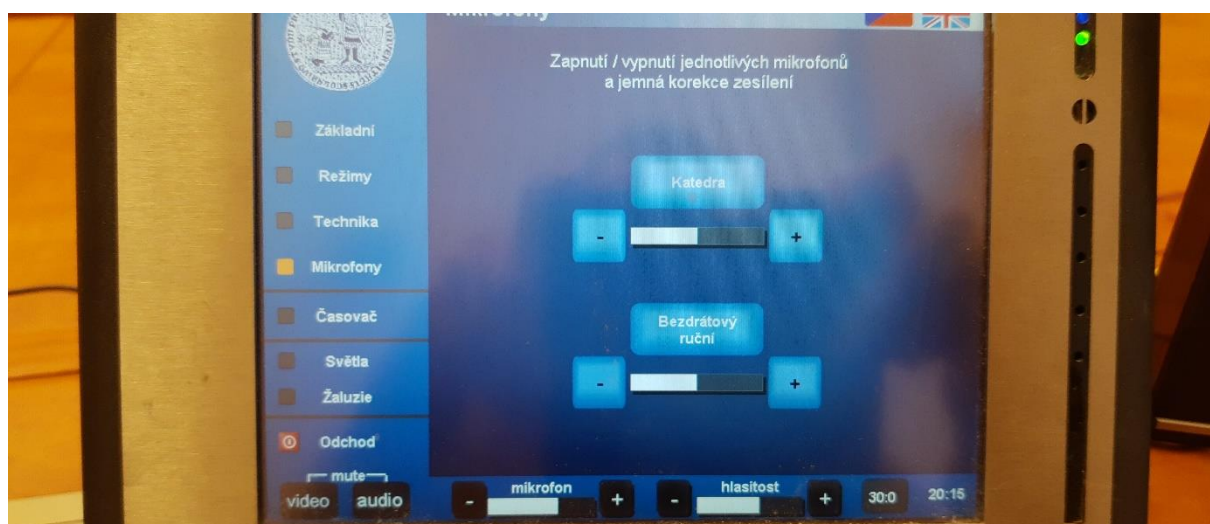 Mikrofony
Zapnutí / vypnutí jednotlivých mikrofonů
a jemná korekce zesílení
Základní
Režimy
Technika
Mikrofony
Časovač
Světla
Žaluzie
Odchod
mute
video audio
Katedra
- +
Bezdrátový
ruční
- +
mikrofon
- +
hlasitost
- +
30:0
20:15